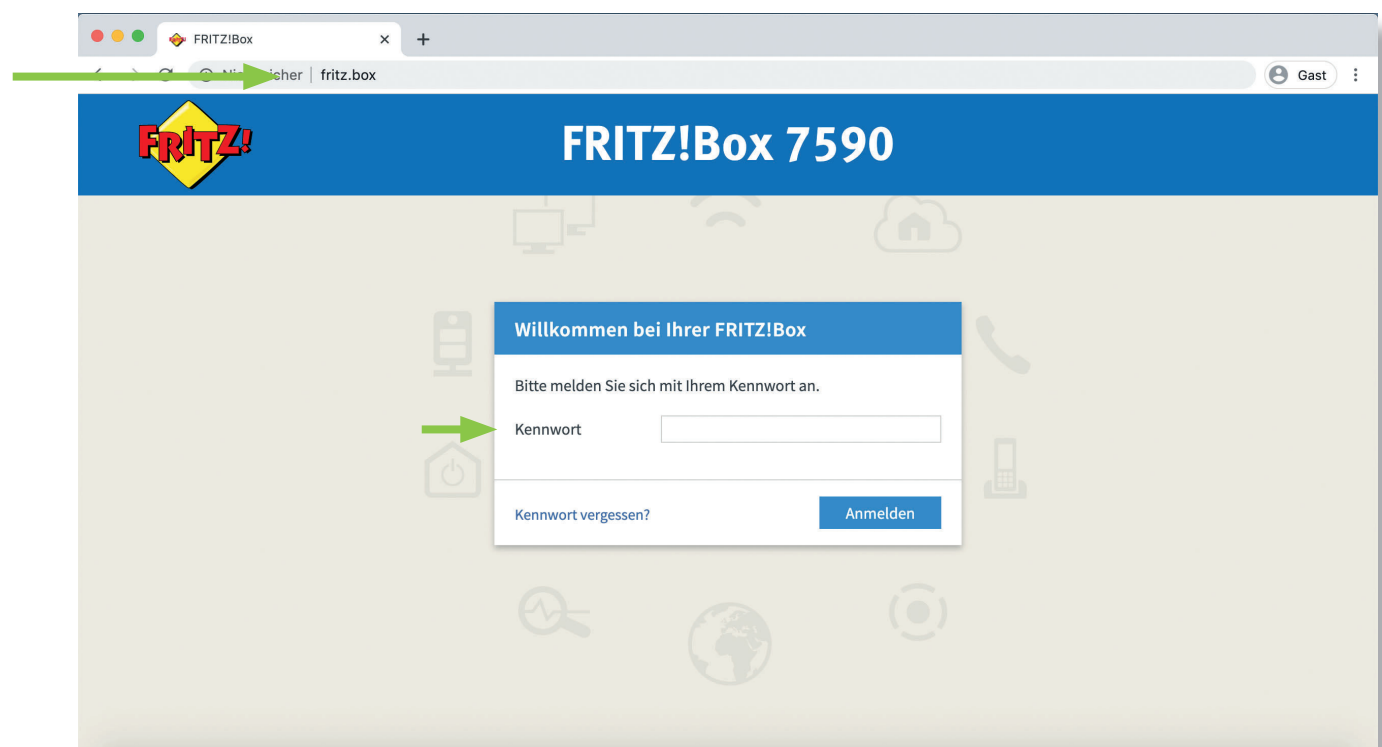 FRITZ!Box
fritz.box
Gast
FRITZ!
FRITZ!Box 7590
Willkommen bei Ihrer FRITZ!Box
Bitte melden Sie sich mit Ihrem Kennwort an.
Kennwort
Kennwort vergessen?
Anmelden